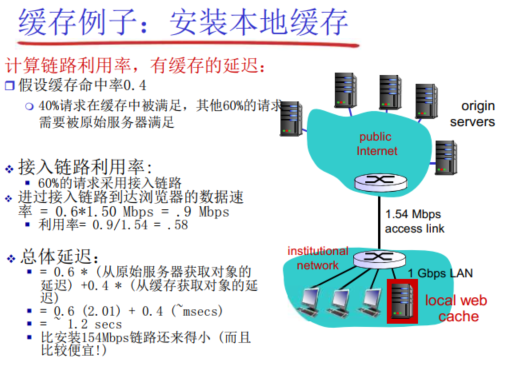 缓存例子：安装本地缓存
计算链路利用率，有缓存的延迟：
假设缓存命中率0.4
40%请求在缓存中被满足，其他60%的请求
需要被原始服务器满足
接入链路利用率:
60%的请求采用接入链路
进过接入链路到达浏览器的数据速
率 = 0.6*1.50 Mbps = .9 Mbps
利用率= 0.9/1.54 = .58
总体延迟:
= 0.6 * (从原始服务器获取对象的
延迟) +0.4 * (从缓存获取对象的延
迟)
= 0.6 (2.01) + 0.4 (~msecs)
= ~ 1.2 secs
比安装154Mbps链路还来得小 (而且
比较便宜!)
origin
servers
public
Internet
1.54 Mbps
access link
institutional
network
1 Gbps LAN
local web
cache